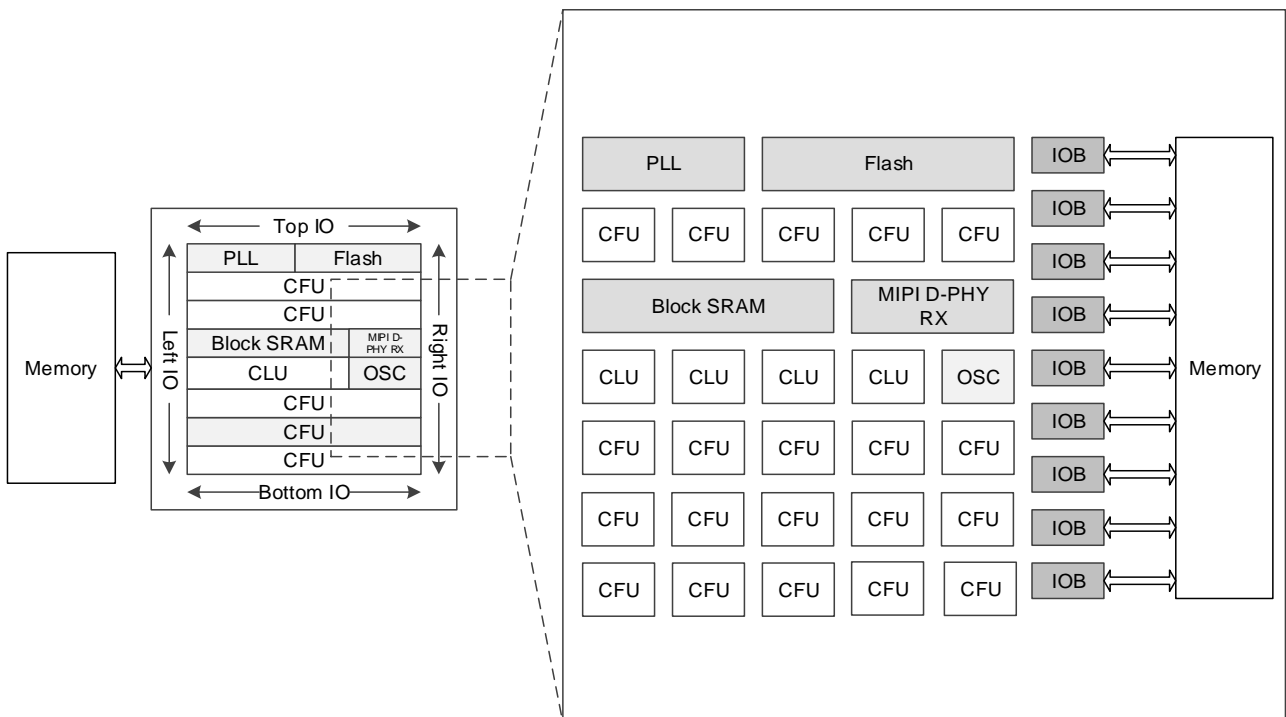 Memory
Top IO
Left IO
PLL Flash
CFU
CFU
Block SRAM MIPI D-
PHY RX
CLU OSC
CFU
CFU
CFU
Right IO
Bottom IO
PLL Flash IOB
IOB
CFU CFU CFU CFU CFU
IOB
Block SRAM MIPI D-PHY
RX
IOB
CLU CLU CLU CLU OSC IOB
Memory
CFU CFU CFU CFU CFU IOB
IOB
CFU CFU CFU CFU CFU IOB
CFU CFU CFU CFU CFU IOB